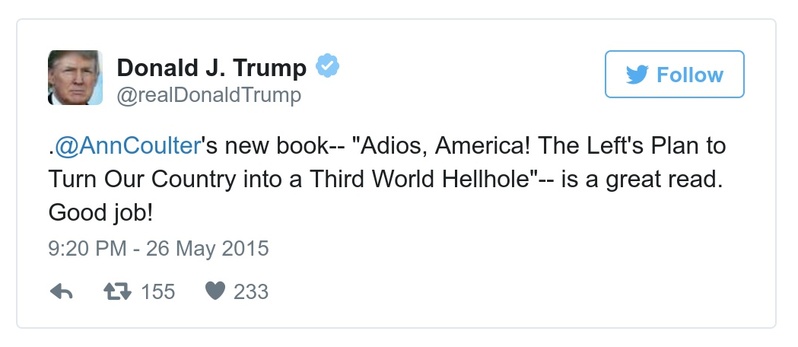 Donald J. Trump
@realDonaldTrump
Follow
.@AnnCoulter's new book-- "Adios, America! The Left's Plan to
Turn Our Country into a Third World Hellhole"-- is a great read.
Good job!
9:20 PM - 26 May 2015
155 233